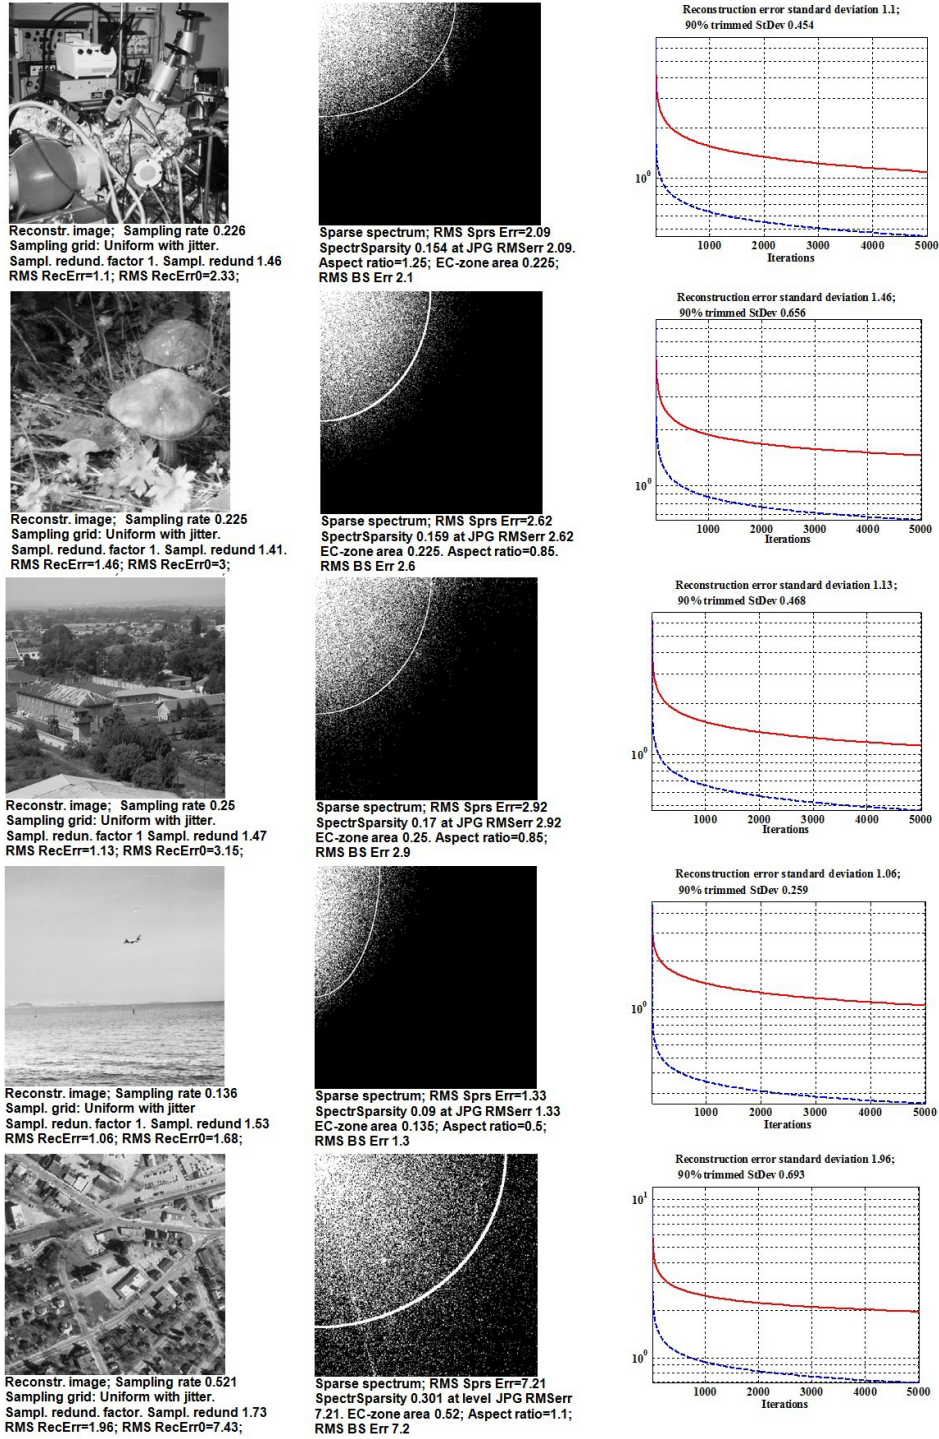 Reconstruction error standard deviation 1.1;
90% trimmed StDev 0.454
10^0
1000 2000 3000 4000 5000
Iterations
Reconstr. image; Sampling rate 0.226
Sampling grid: Uniform with jitter.
Sampl. redund. factor 1. Sampl. redund 1.46
RMS RecErr=1.1; RMS RecErr0=2.33;
Sparse spectrum; RMS Sprs Err=2.09
SpectrSparsity 0.154 at JPG RMSerr 2.09.
Aspect ratio=1.25; EC-zone area 0.225;
RMS BS Err 2.1
Reconstruction error standard deviation 1.46;
90% trimmed StDev 0.656
10^0
1000 2000 3000 4000 5000
Iterations
Reconstr. image; Sampling rate 0.225
Sampling grid: Uniform with jitter.
Sampl. redund. factor 1. Sampl. redund 1.41.
RMS RecErr=1.46; RMS RecErr0=3;
Sparse spectrum; RMS Sprs Err=2.62
SpectrSparsity 0.159 at JPG RMSerr 2.62
EC-zone area 0.225. Aspect ratio=0.85.
RMS BS Err 2.6
Reconstruction error standard deviation 1.13;
90% trimmed StDev 0.468
10^0
1000 2000 3000 4000 5000
Iterations
Reconstr. image; Sampling rate 0.25
Sampling grid: Uniform with jitter.
Sampl. redun. factor 1 Sampl. redund 1.47
RMS RecErr=1.13; RMS RecErr0=3.15;
Sparse spectrum; RMS Sprs Err=2.92
SpectrSparsity 0.17 at JPG RMSerr 2.92
EC-zone area 0.25. Aspect ratio=0.85;
RMS BS Err 2.9
Reconstruction error standard deviation 1.06;
90% trimmed StDev 0.259
10^0
1000 2000 3000 4000 5000
Iterations
Reconstr. image; Sampling rate 0.136
Sampl. grid: Uniform with jitter
Sampl. redun. factor 1. Sampl. redund 1.53
RMS RecErr=1.06; RMS RecErr0=1.68;
Sparse spectrum; RMS Sprs Err=1.33
SpectrSparsity 0.09 at JPG RMSerr 1.33
EC-zone area 0.135; Aspect ratio=0.5;
RMS BS Err 1.3
Reconstruction error standard deviation 1.96;
90% trimmed StDev 0.693
10^1
10^0
1000 2000 3000 4000 5000
Iterations
Reconstr. image; Sampling rate 0.521
Sampling grid: Uniform with jitter.
Sampl. redund. factor. Sampl. redund 1.73
RMS RecErr=1.96; RMS RecErr0=7.43;
Sparse spectrum; RMS Sprs Err=7.21
SpectrSparsity 0.301 at level JPG RMSerr
7.21. EC-zone area 0.52; Aspect ratio=1.1;
RMS BS Err 7.2